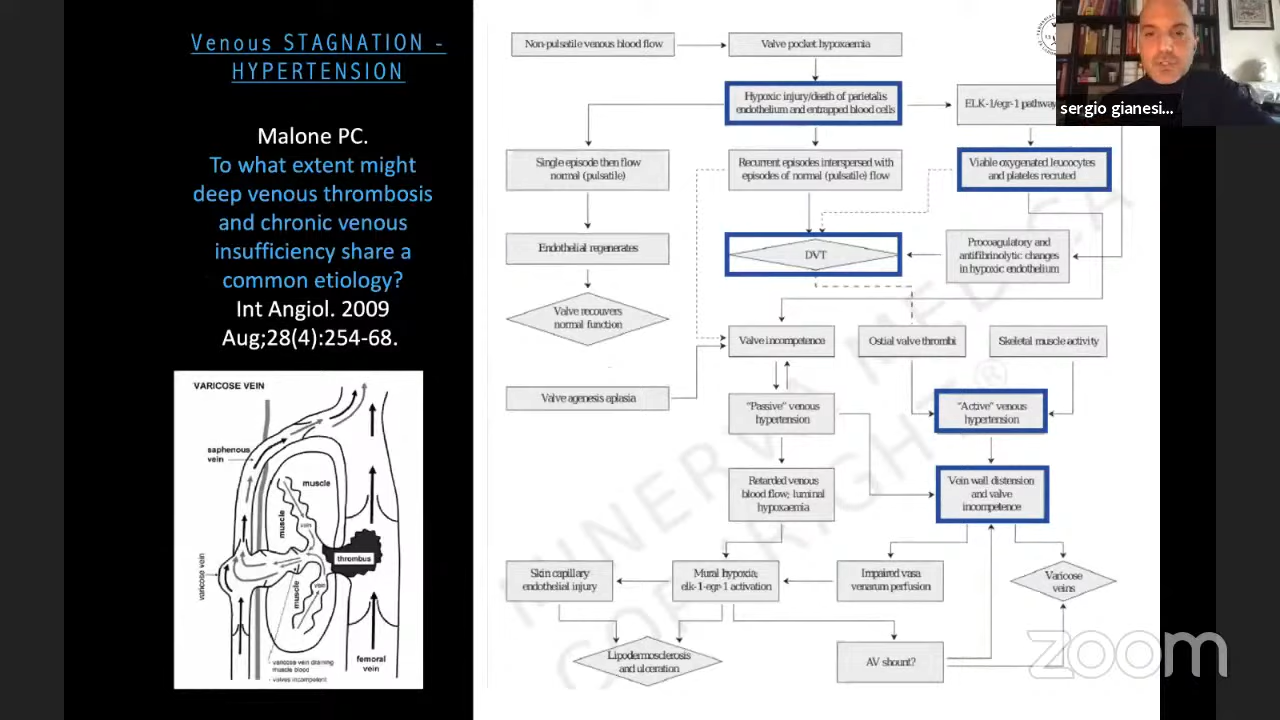 Venous STAGNATION -
HYPERTENSION
Malone PC.
To what extent might
deep venous thrombosis
and chronic venous
insufficiency share a
common etiology?
Int Angiol. 2009
Aug;28(4):254-68.
VARICOSE VEIN
saphenous
vein
muscle
muscle
vein
thrombus
varicose vein
muscle
vein
varicose vein draining
muscle blood
- valves incompetent
femoral
vein
Non-pulsatile venous blood flow
Valve pocket hypoxaemia
Hypoxic injury/death of parietalis
endothelium and entrapped blood cells
ELK-1/egr-1 pathway
Single episode then flow
normal (pulsatile)
Recurrent episodes interspersed with
episodes of normal (pulsatile) flow
Viable oxygenated leuocytes
and plateles recruted
Endothelial regenerates
DVT
Procoagulatory and
antifibrinolytic changes
in hypoxic endothelium
Valve recouvers
normal function
Valve incompetence
Ostial valve thrombi
Skeletal muscle activity
Valve agenesis aplasia
"Passive" venous
hypertension
"Active" venous
hypertension
Retarded venous
blood flow; luminal
hypoxaemia
Vein wall distension
and valve
incompetence
Skin capillary
endothelial injury
Mural hypoxia;
elk-1-egr-1 activation
Impaired vasa
venarum perfusion
Varicose
veins
Lipodermosclerosis
and ulceration
AV shount?
MINERVA MEDICA
COPYRIGHT®
sergio gianesi...
zoom